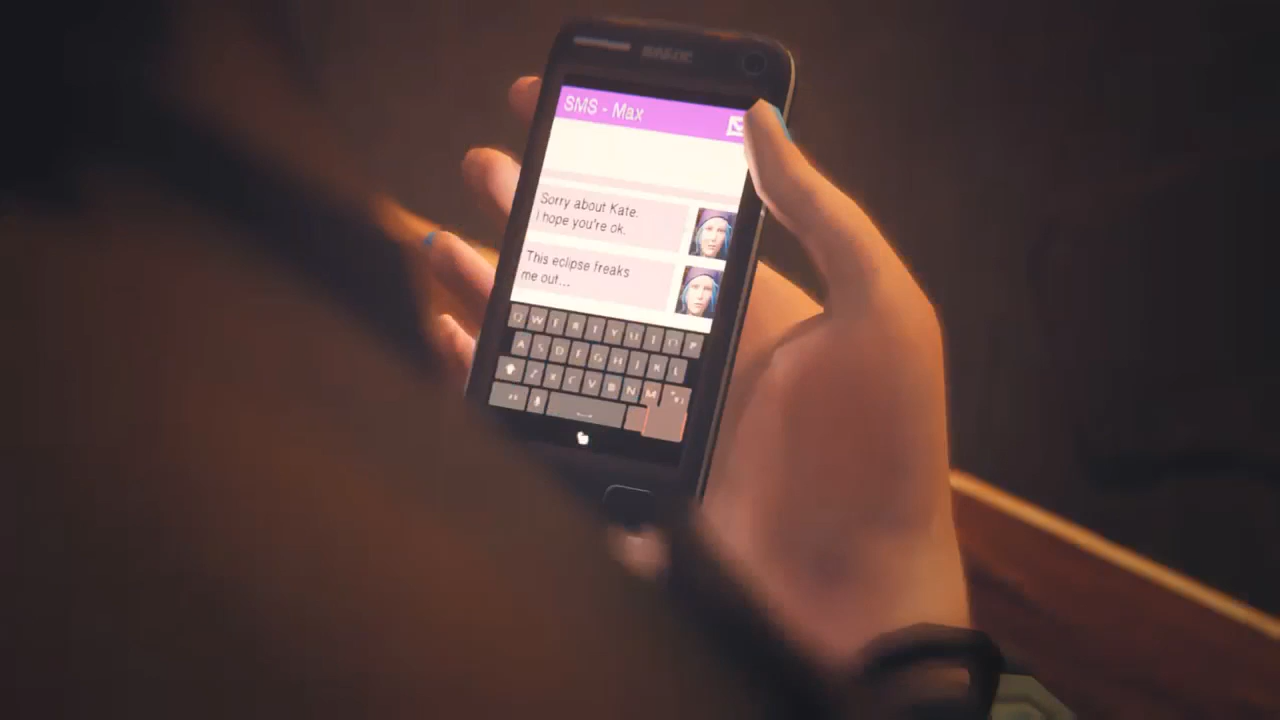 SMS - Max
Sorry about Kate.
I hope you're ok.
This eclipse freaks
me out...
Q W E R T Y U I O P
A S D F G H J K L
Z X C V B N M